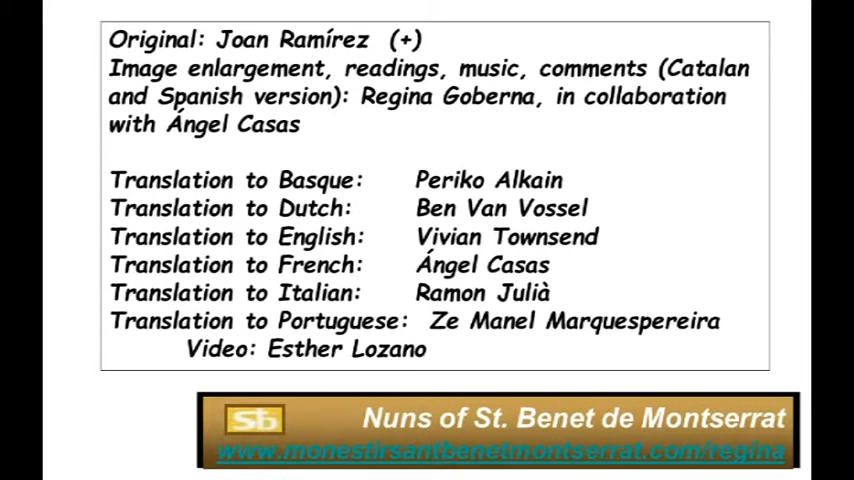 Original: Joan Ramírez (+)
Image enlargement, readings, music, comments (Catalan
and Spanish version): Regina Goberna, in collaboration
with Ángel Casas
Translation to Basque: Periko Alkain
Translation to Dutch: Ben Van Vossel
Translation to English: Vivian Townsend
Translation to French: Ángel Casas
Translation to Italian: Ramon Julià
Translation to Portuguese: Ze Manel Marquespereira
Video: Esther Lozano
sb Nuns of St. Benet de Montserrat
www.monestirsantbenetmontserrat.com/regina